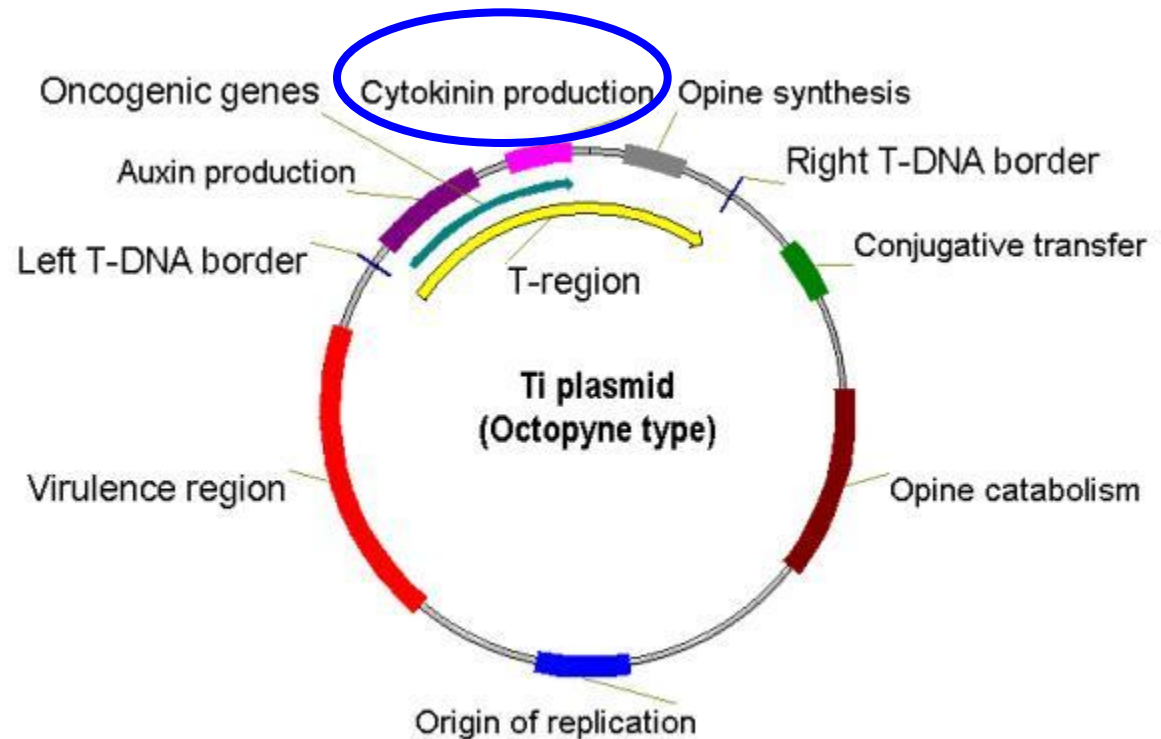 Cytokinin production
Oncogenic genes
Opine synthesis
Auxin production
Right T-DNA border
Left T-DNA border
Conjugative transfer
T-region
Ti plasmid
(Octopyne type)
Virulence region
Opine catabolism
Origin of replication